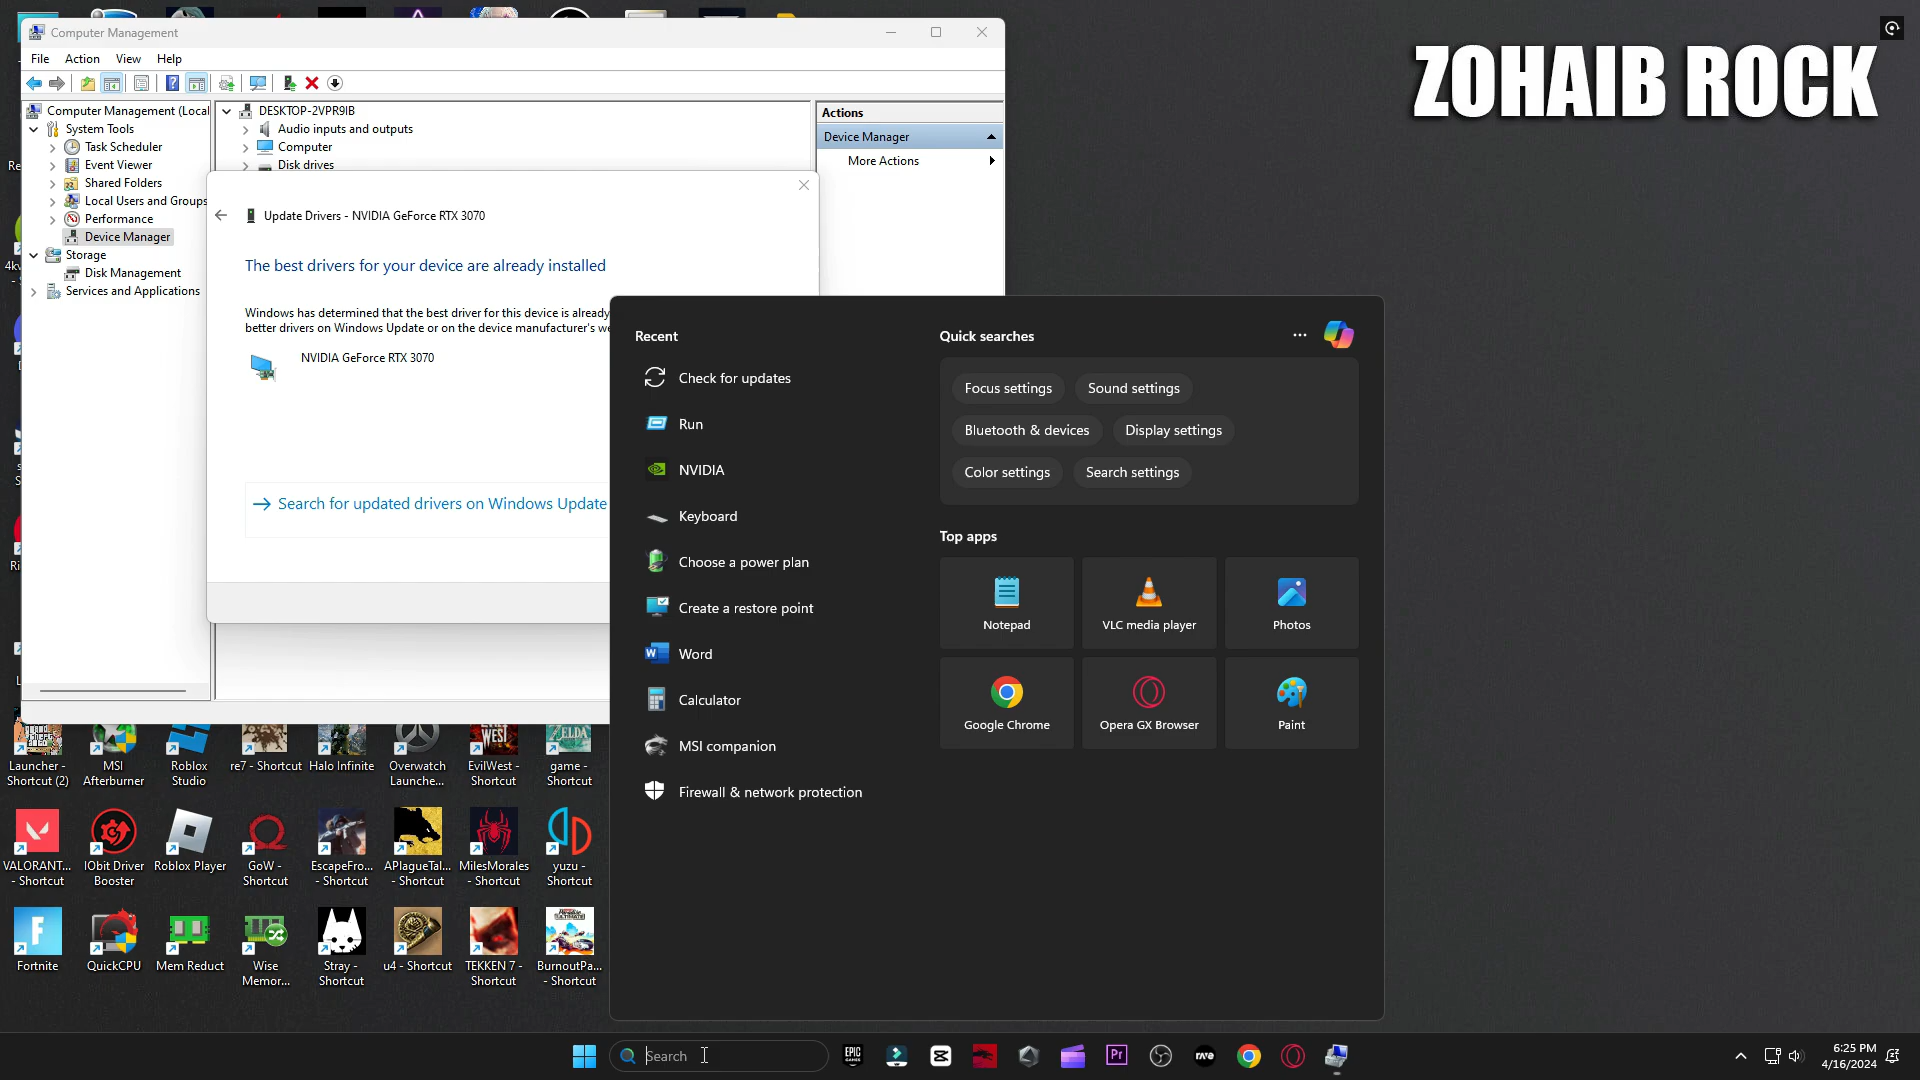 Computer Management
ZOHAIB ROCK
File Action View Help
Computer Management (Local
System Tools
Task Scheduler
Event Viewer
Shared Folders
Local Users and Groups
Performance
Device Manager
Storage
Disk Management
Services and Applications
DESKTOP-2VPR9IB
Audio inputs and outputs
Computer
Disk drives
Actions
Device Manager
More Actions
Update Drivers - NVIDIA GeForce RTX 3070
The best drivers for your device are already installed
Windows has determined that the best driver for this device is already
better drivers on Windows Update or on the device manufacturer's we
NVIDIA GeForce RTX 3070
Search for updated drivers on Windows Update
Recent
Check for updates
Run
NVIDIA
Keyboard
Choose a power plan
Create a restore point
Word
Calculator
MSI companion
Firewall & network protection
Quick searches
Focus settings
Sound settings
Bluetooth & devices
Display settings
Color settings
Search settings
Top apps
Notepad
VLC media player
Photos
Google Chrome
Opera GX Browser
Paint
Launcher -
Shortcut (2)
MSI
Afterburner
Roblox
Studio
re7 - Shortcut
Halo Infinite
Overwatch
Launche...
EvilWest -
Shortcut
game -
Shortcut
VALORANT...
- Shortcut
IObit Driver
Booster
Roblox Player
GoW -
Shortcut
EscapeFro...
- Shortcut
APlagueTal...
- Shortcut
MilesMorales
- Shortcut
yuzu -
Shortcut
Fortnite
QuickCPU
Mem Reduct
Wise
Memor...
Stray -
Shortcut
u4 - Shortcut
TEKKEN 7 -
Shortcut
BurnoutPa...
- Shortcut
Search
EPIC
GAMES
Pr
6:25 PM
4/16/2024